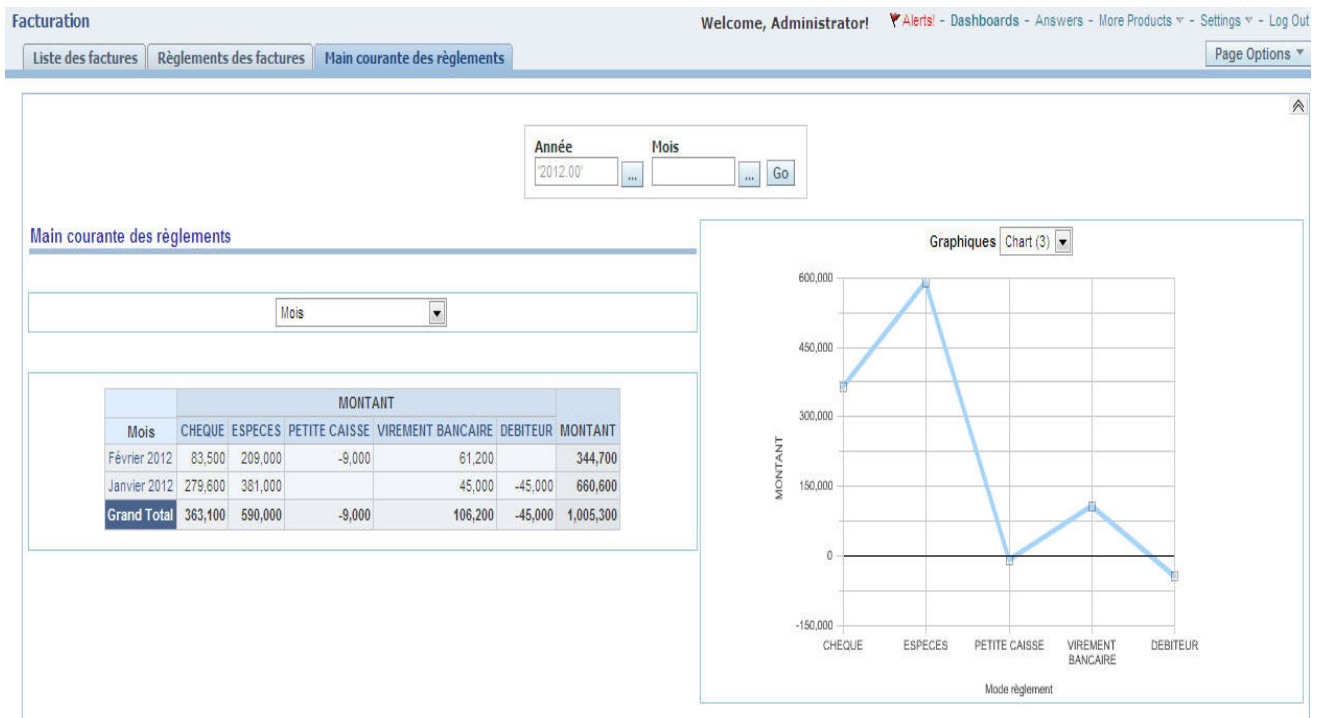 Facturation
Welcome, Administrator! Alerts! - Dashboards - Answers - More Products - Settings - Log Out
Liste des factures Règlements des factures Main courante des règlements
Page Options
Année Mois
'2012.00' ... ... Go
Main courante des règlements
Mois
MONTANT
Mois CHEQUE ESPECES PETITE CAISSE VIREMENT BANCAIRE DEBITEUR MONTANT
Février 2012 83,500 209,000 -9,000 61,200 344,700
Janvier 2012 279,600 381,000 45,000 -45,000 660,600
Grand Total 363,100 590,000 -9,000 106,200 -45,000 1,005,300
Graphiques Chart (3)
600,000
450,000
300,000
150,000
0
-150,000
MONTANT
CHEQUE ESPECES PETITE CAISSE VIREMENT BANCAIRE DEBITEUR
Mode règlement